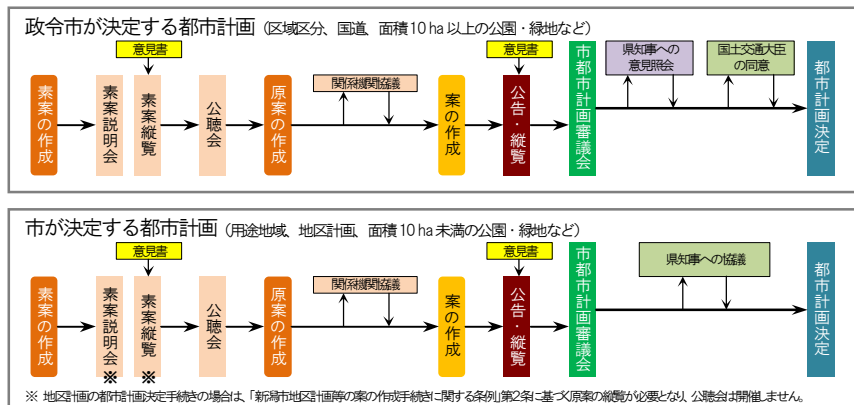 政令市が決定する都市計画（区域区分、国道、面積10ha以上の公園・緑地など）
意見書
意見書
素案の作成
素案説明会
素案縦覧
公聴会
原案の作成
関係機関協議
案の作成
公告・縦覧
市都市計画審議会
県知事への
意見照会
国土交通大臣
の同意
都市計画決定
市が決定する都市計画（用途地域、地区計画、面積10ha未満の公園・緑地など）
意見書
意見書
素案の作成
素案説明会
※
素案縦覧
※
公聴会
原案の作成
関係機関協議
案の作成
公告・縦覧
市都市計画審議会
県知事への協議
都市計画決定
※ 地区計画の都市計画決定手続きの場合は、「新潟市地区計画等の案の作成手続きに関する条例」第2条に基づく原案の縦覧が必要となり、公聴会は開催しません。